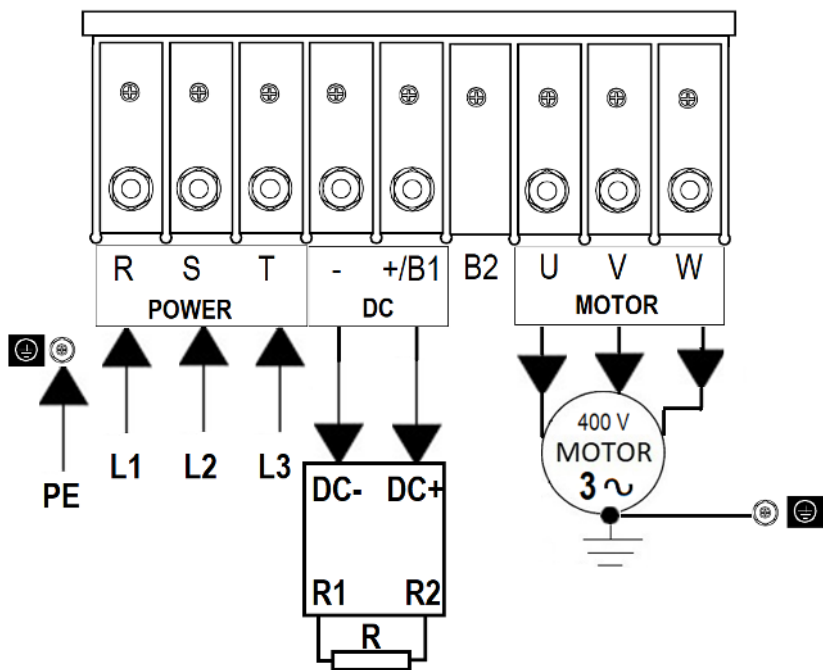 R S T - +/B1 B2 U V W
POWER DC MOTOR
L1 L2 L3
PE
DC- DC+
R1 R2
R
400 V
MOTOR
3 ~